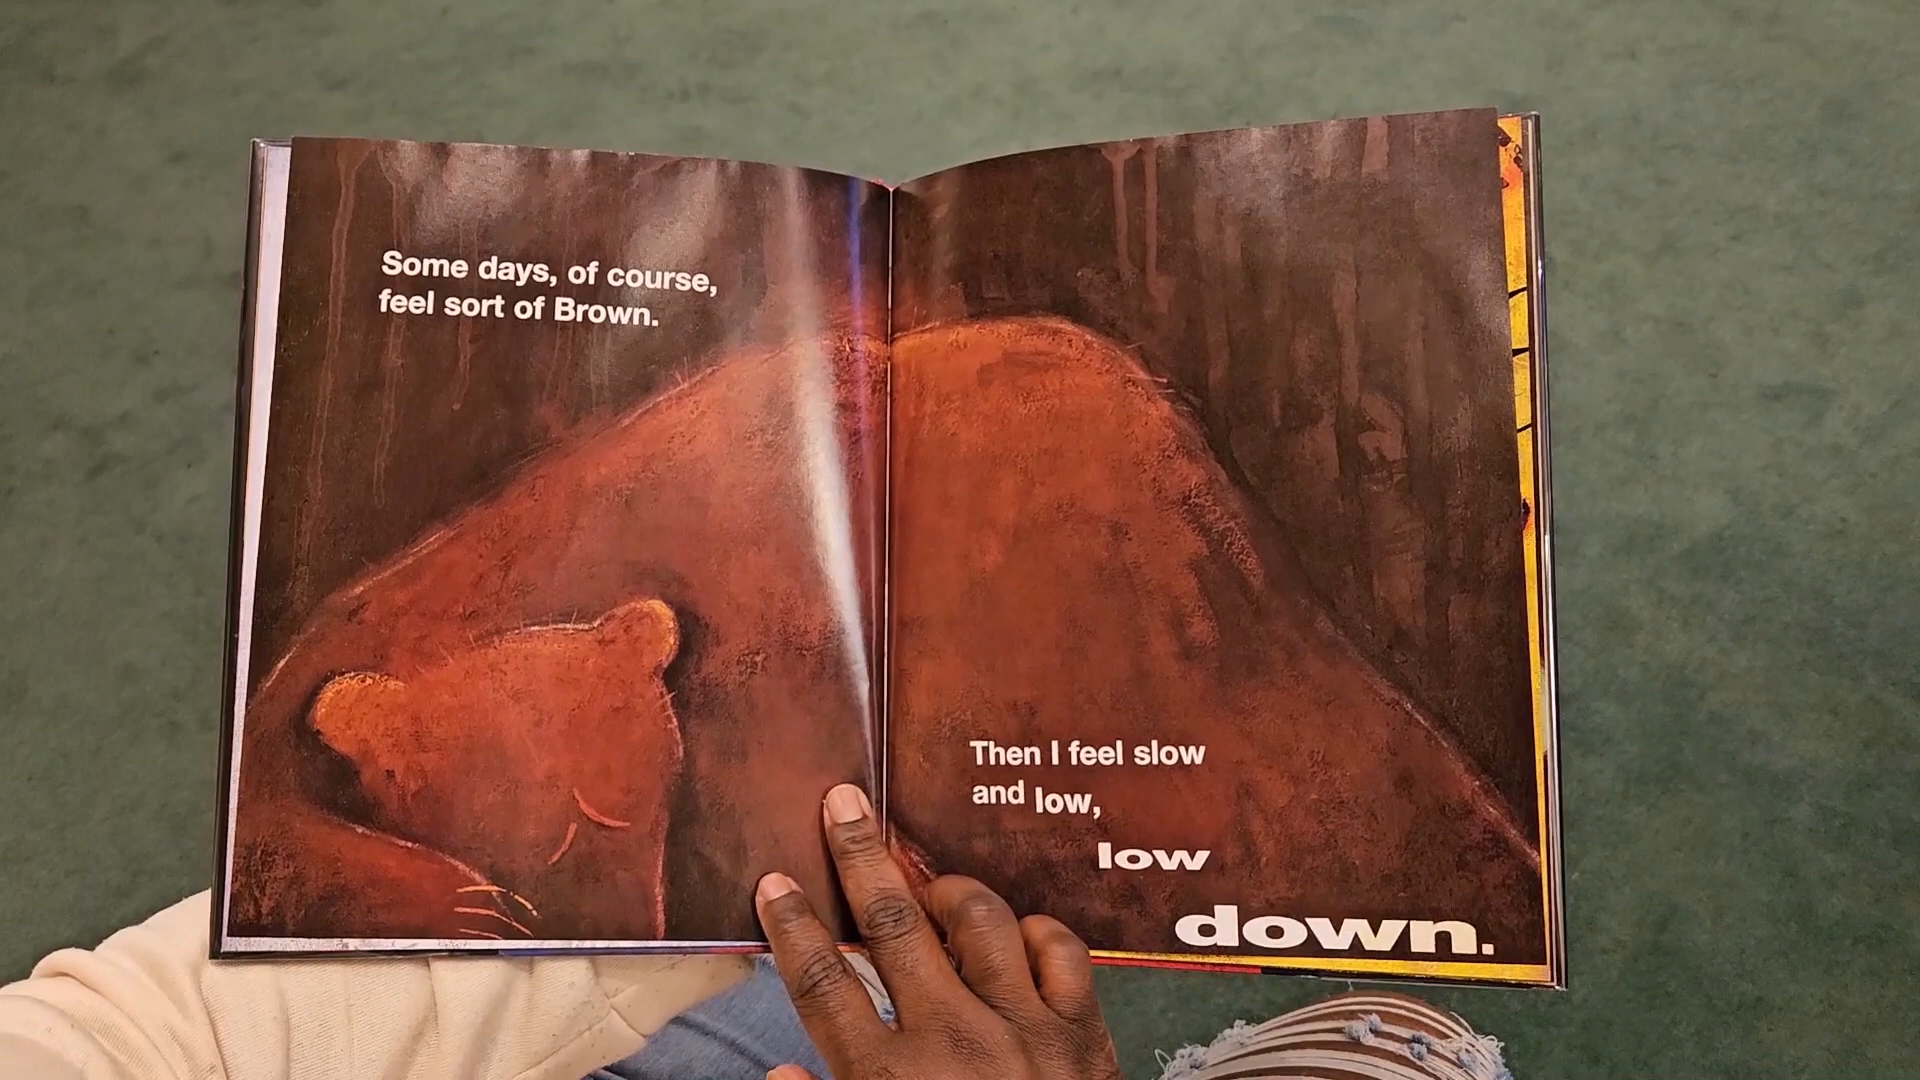 Some days, of course,
feel sort of Brown.
Then I feel slow
and low,
low
down.